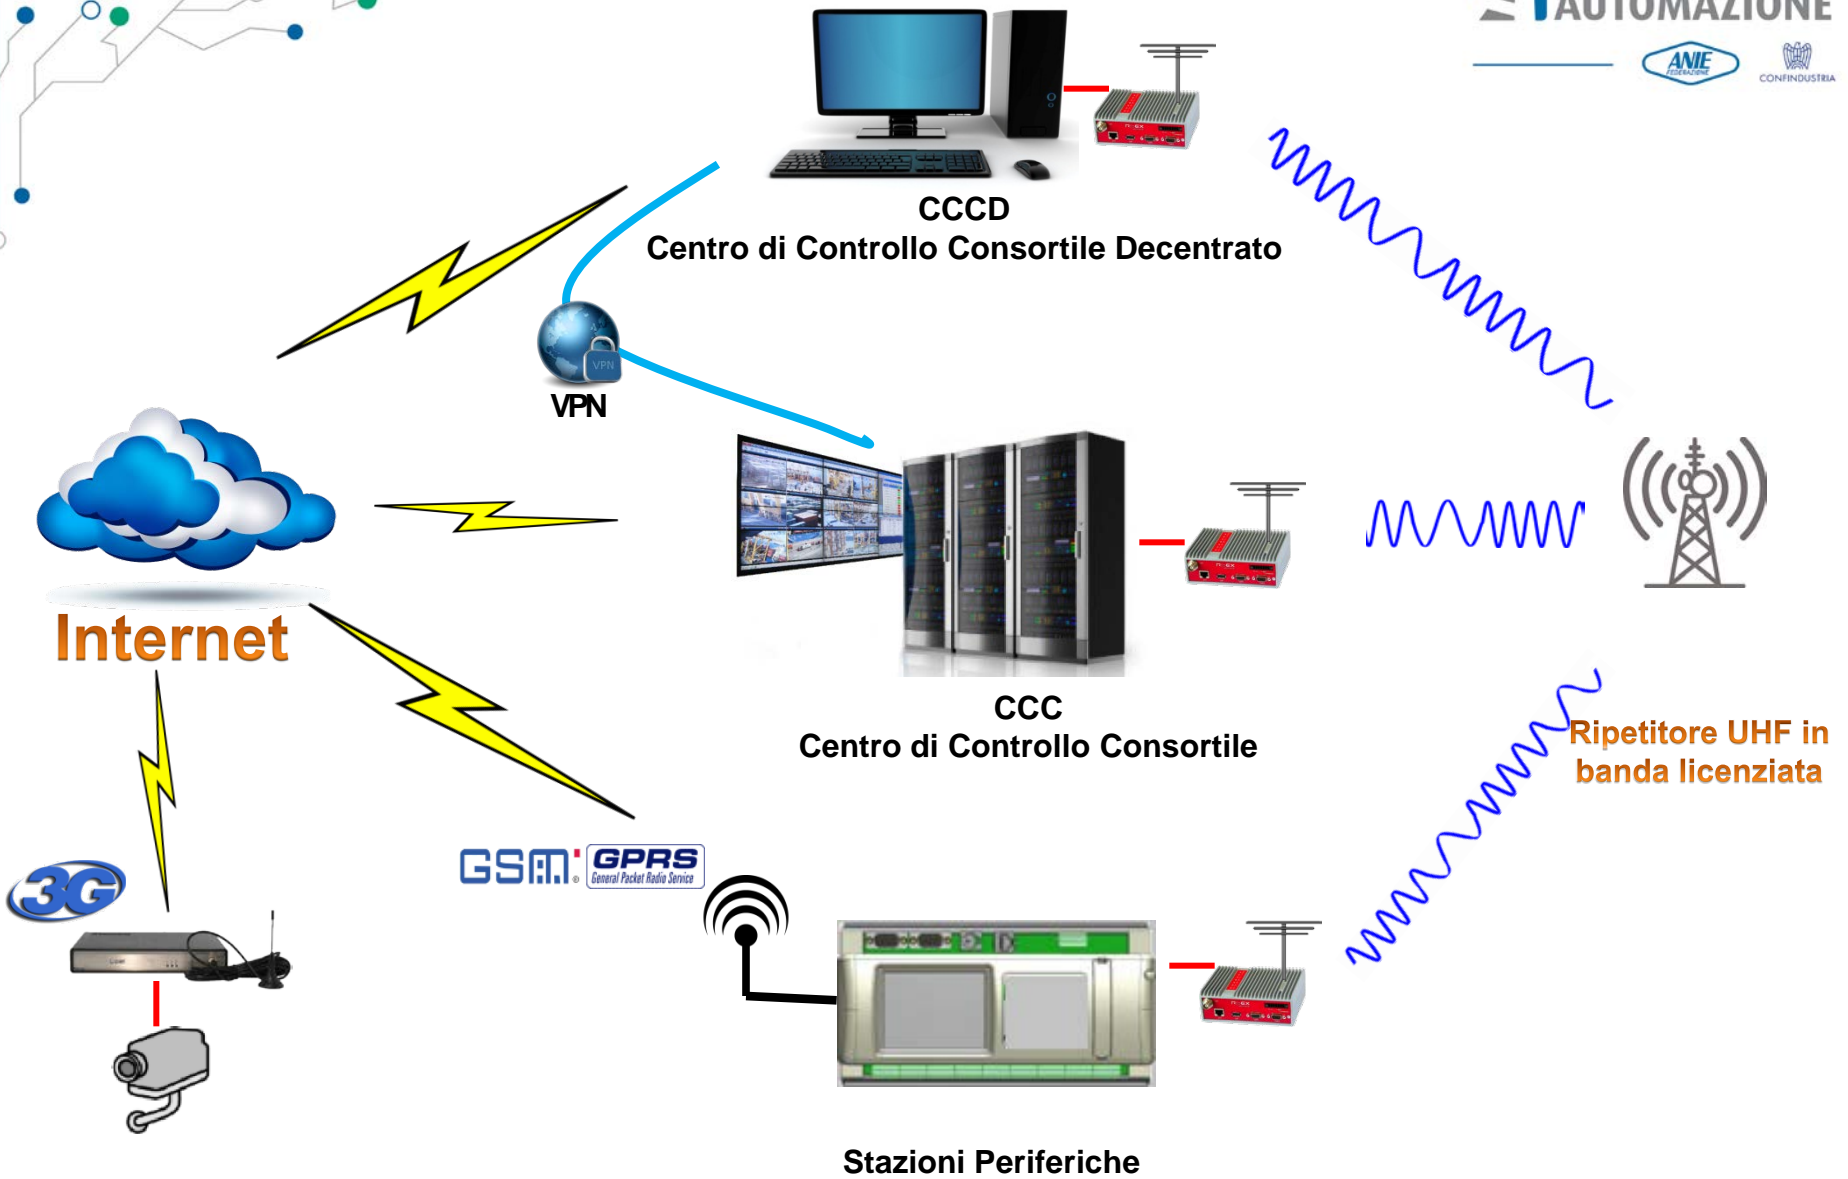 AUTOMAZIONE
ANIE
FEDERAZIONE
CONFINDUSTRIA
CCCD
Centro di Controllo Consortile Decentrato
VPN
VPN
Internet
CCC
Centro di Controllo Consortile
Ripetitore UHF in
banda licenziata
3G
GSM
GPRS
General Packet Radio Service
Stazioni Periferiche